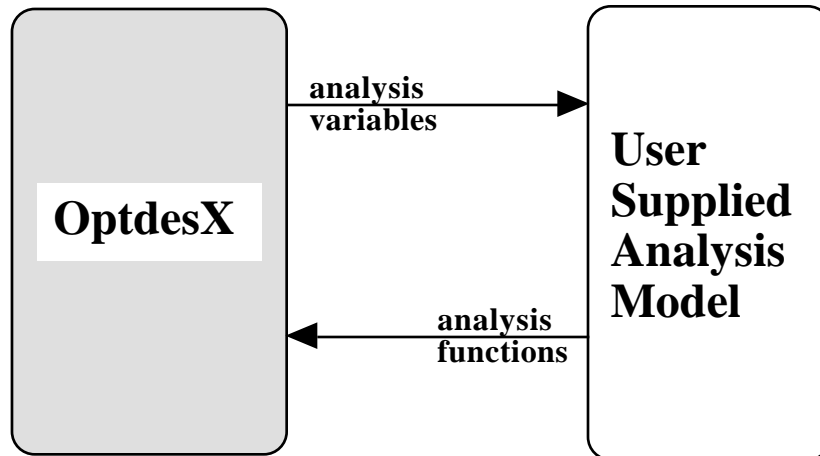 analysis
variables
OptdesX
User
Supplied
Analysis
Model
analysis
functions